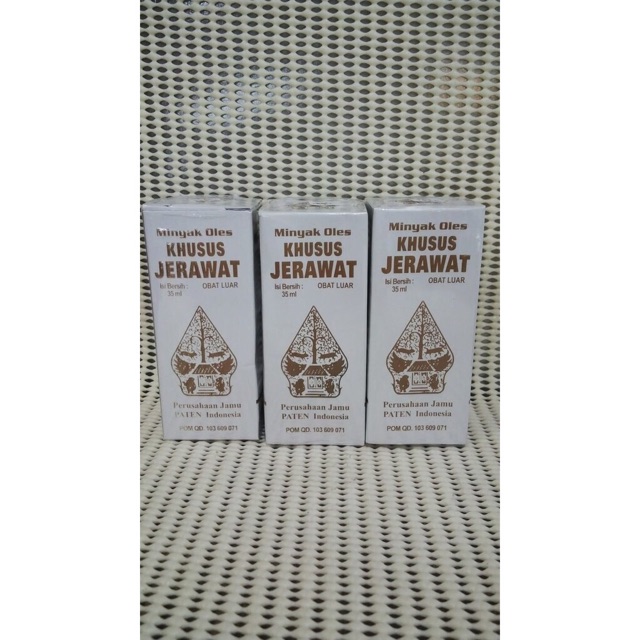 Minyak Oles
KHUSUS
JERAWAT
Isi Bersih :
35 ml
OBAT LUAR
Perusahaan Jamu
PATEN Indonesia
POM QD. 103 609 071
Minyak Oles
KHUSUS
JERAWAT
Isi Bersih :
35 ml
OBAT LUAR
Perusahaan Jamu
PATEN Indonesia
POM QD. 103 609 071
Minyak Oles
KHUSUS
JERAWAT
Isi Bersih :
35 ml
OBAT LUAR
Perusahaan Jamu
PATEN Indonesia
POM QD. 103 609 071